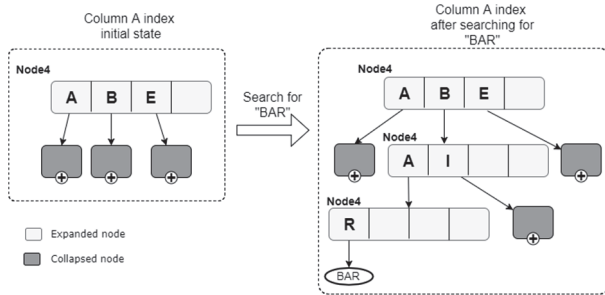 Column A index
initial state
Node4
A B E
Expanded node
Collapsed node
Search for
"BAR"
Column A index
after searching for
"BAR"
Node4
A B E
Node4
A I
Node4
R
BAR